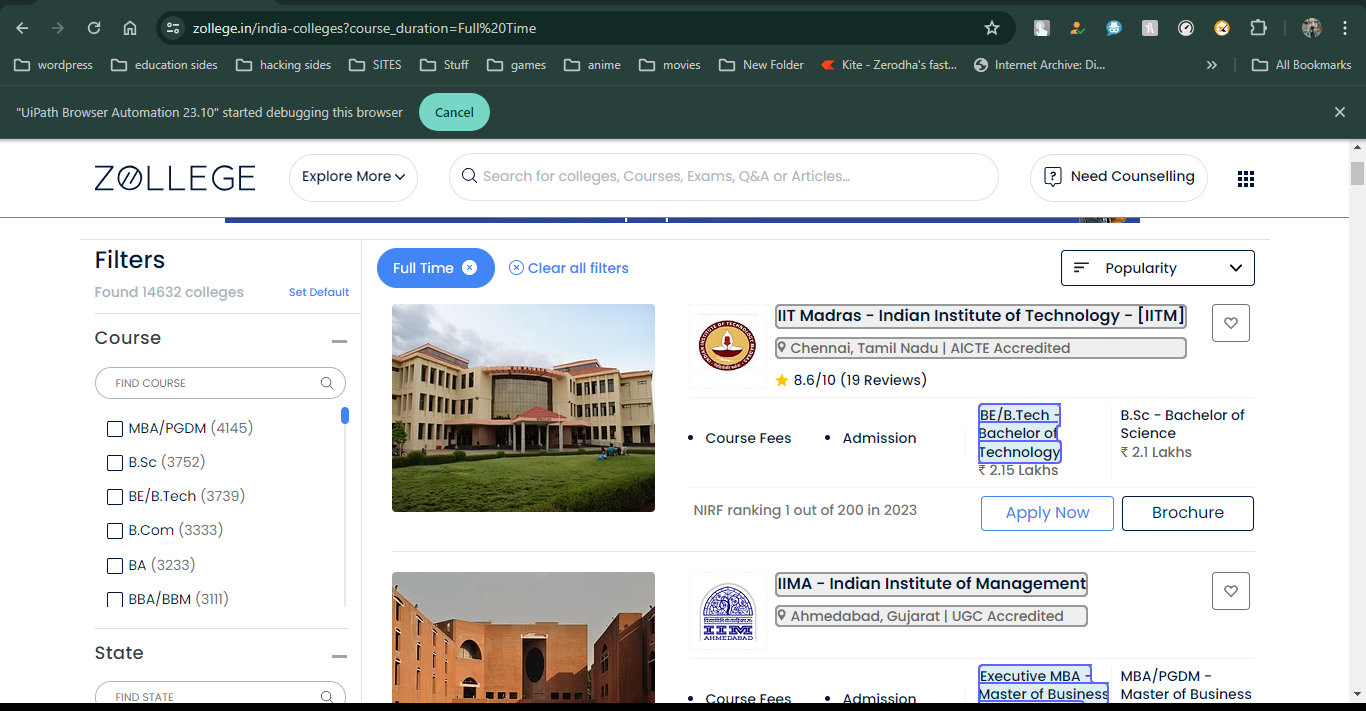 zollege.in/india-colleges?course_duration=Full%20Time
wordpress
education sides
hacking sides
SITES
Stuff
games
anime
movies
New Folder
Kite - Zerodha's fast...
Internet Archive: Di...
»
All Bookmarks
"UiPath Browser Automation 23.10" started debugging this browser
Cancel
ZOLLEGE
Explore More
Search for colleges, Courses, Exams, Q&A or Articles...
Need Counselling
Filters
Found 14632 colleges
Set Default
Course
FIND COURSE
MBA/PGDM (4145)
B.Sc (3752)
BE/B.Tech (3739)
B.Com (3333)
BA (3233)
BBA/BBM (3111)
State
FIND STATE
Full Time
Clear all filters
Popularity
IIT Madras - Indian Institute of Technology - [IITM]
Chennai, Tamil Nadu | AICTE Accredited
8.6/10 (19 Reviews)
• Course Fees
• Admission
BE/B.Tech -
Bachelor of
Technology
₹ 2.15 Lakhs
B.Sc - Bachelor of
Science
₹ 2.1 Lakhs
NIRF ranking 1 out of 200 in 2023
Apply Now
Brochure
IIMA - Indian Institute of Management
Ahmedabad, Gujarat | UGC Accredited
IIM
AHMEDABAD
• Course Fees
• Admission
Executive MBA -
Master of Business
MBA/PGDM -
Master of Business